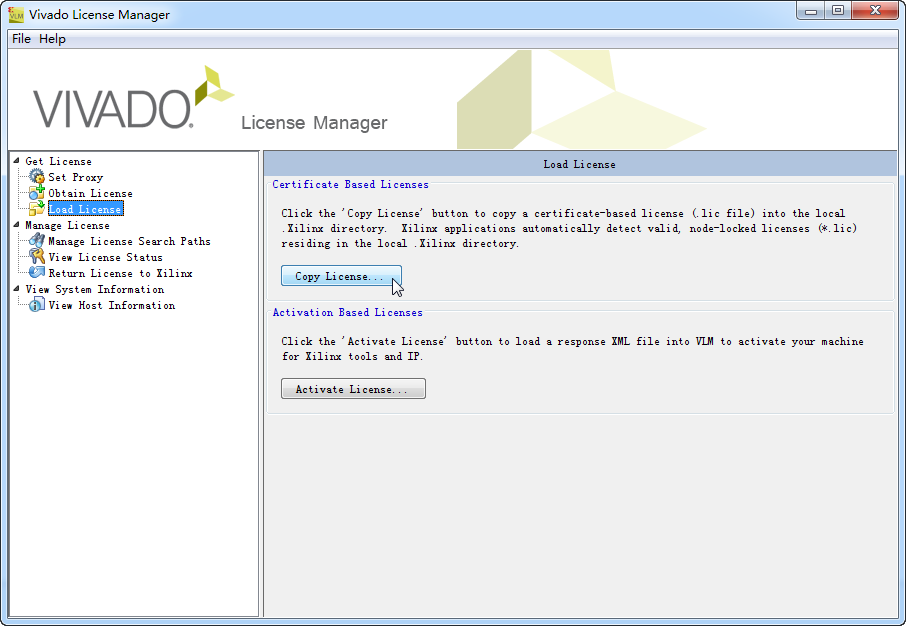 Vivado License Manager
File Help
VIVADO.
License Manager
Get License
Set Proxy
Obtain License
Load License
Manage License
Manage License Search Paths
View License Status
Return License to Xilinx
View System Information
View Host Information
Load License
Certificate Based Licenses
Click the 'Copy License' button to copy a certificate-based license (.lic file) into the local
.Xilinx directory. Xilinx applications automatically detect valid, node-locked licenses (*.lic)
residing in the local .Xilinx directory.
Copy License...
Activation Based Licenses
Click the 'Activate License' button to load a response XML file into VLM to activate your machine
for Xilinx tools and IP.
Activate License...